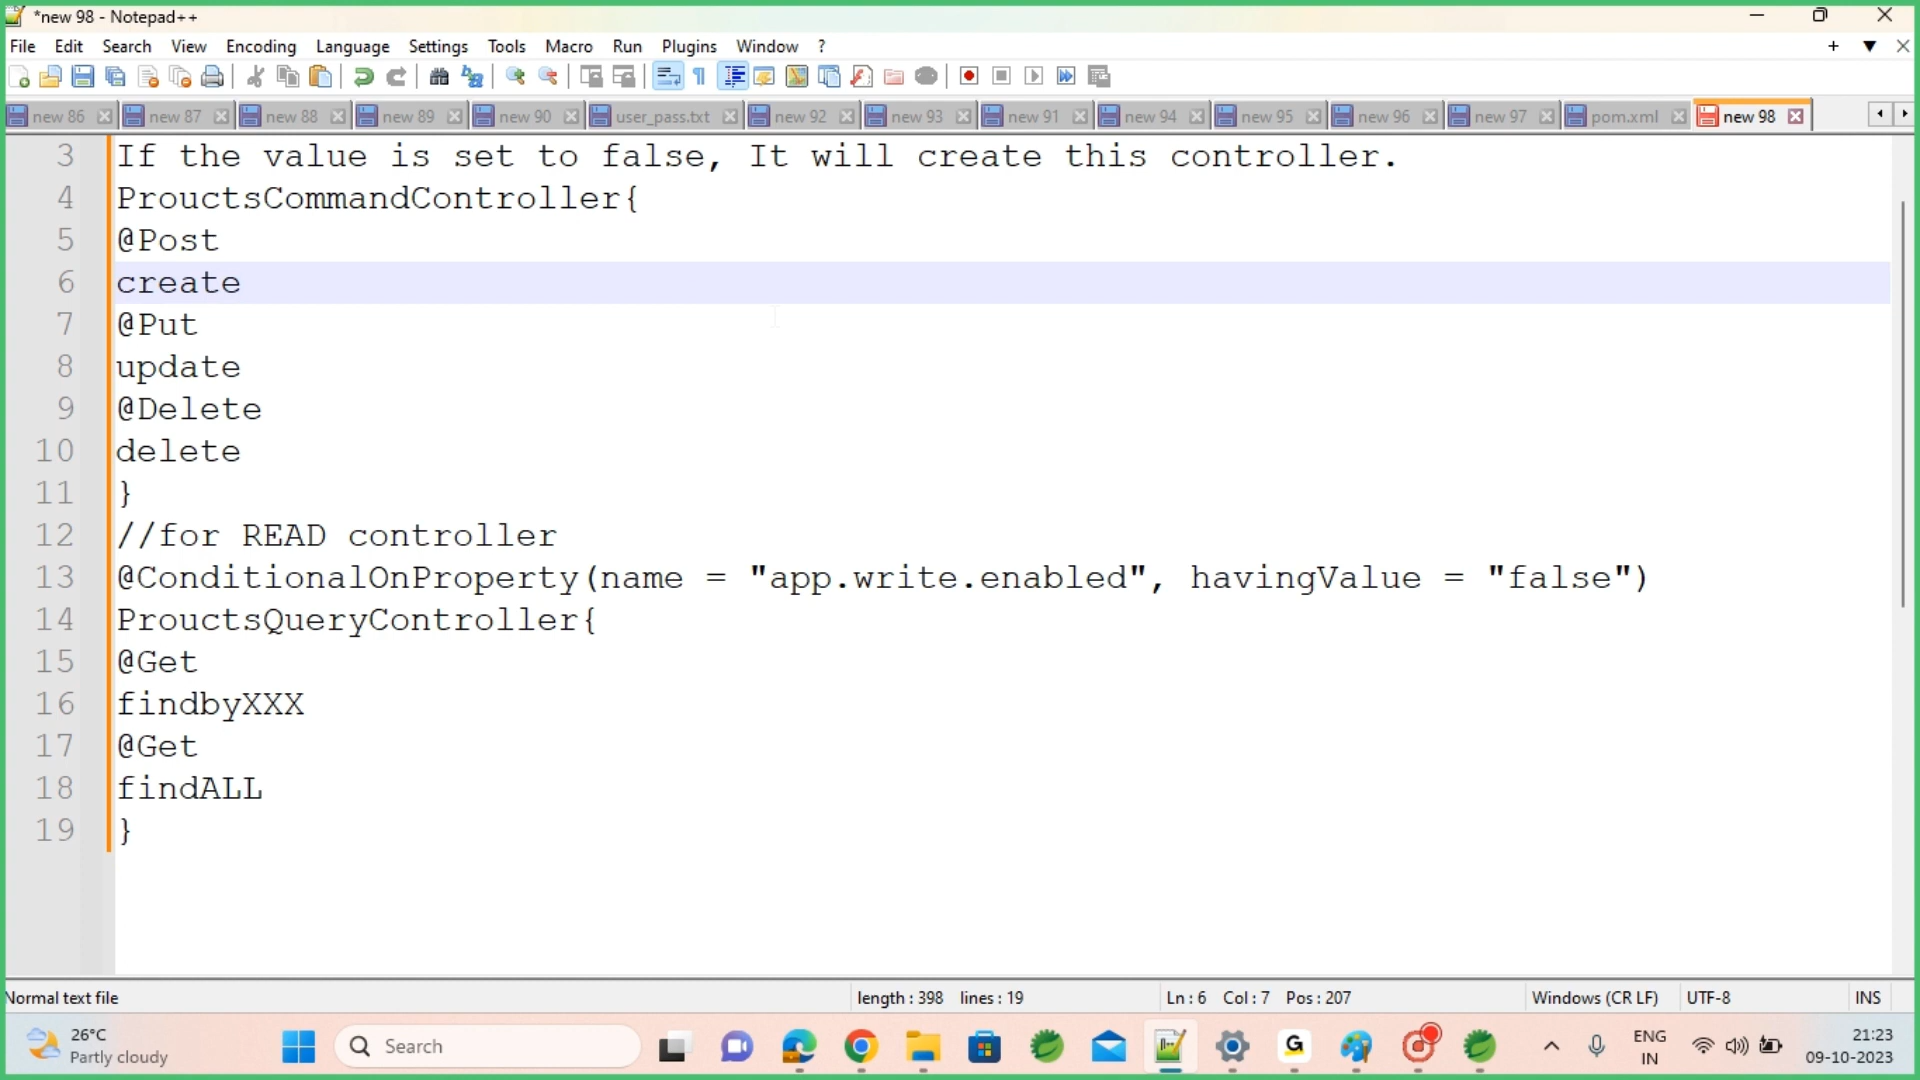 *new 98 - Notepad++
File Edit Search View Encoding Language Settings Tools Macro Run Plugins Window ?
new 86 new 87 new 88 new 89 new 90 user_pass.txt new 92 new 93 new 91 new 94 new 95 new 96 new 97 pom.xml new 98
3 If the value is set to false, It will create this controller.
4 ProuctsCommandController{
5 @Post
6 create
7 @Put
8 update
9 @Delete
10 delete
11 }
12 //for READ controller
13 @ConditionalOnProperty(name = "app.write.enabled", havingValue = "false")
14 ProuctsQueryController{
15 @Get
16 findbyXXX
17 @Get
18 findALL
19 }
Normal text file length : 398 lines : 19 Ln : 6 Col : 7 Pos : 207 Windows (CR LF) UTF-8 INS
26°C
Partly cloudy
Search
G
ENG
IN
21:23
09-10-2023